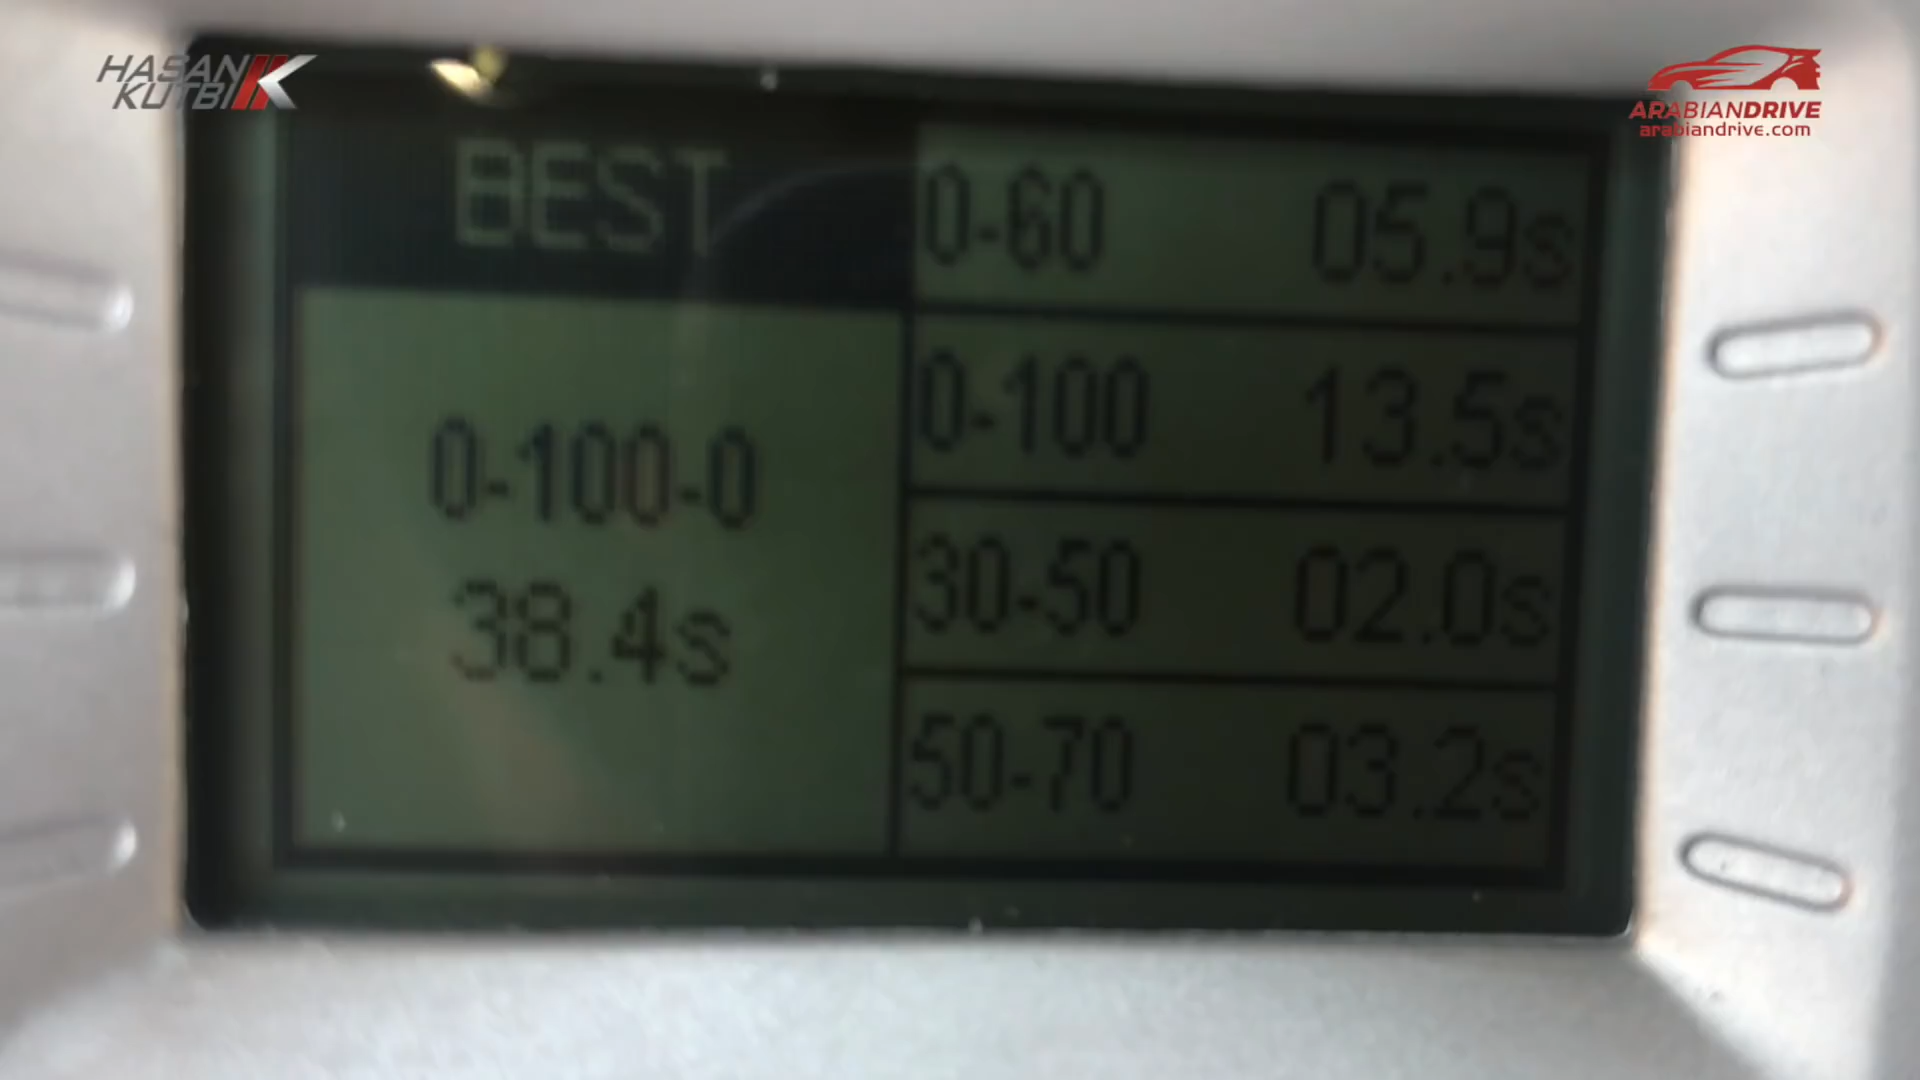 HASAN KUTBI
ARABIANDRIVE
arabiandrive.com
BEST
0-100-0
38.4s
0-60 05.9s
0-100 13.5s
30-50 02.0s
50-70 03.2s